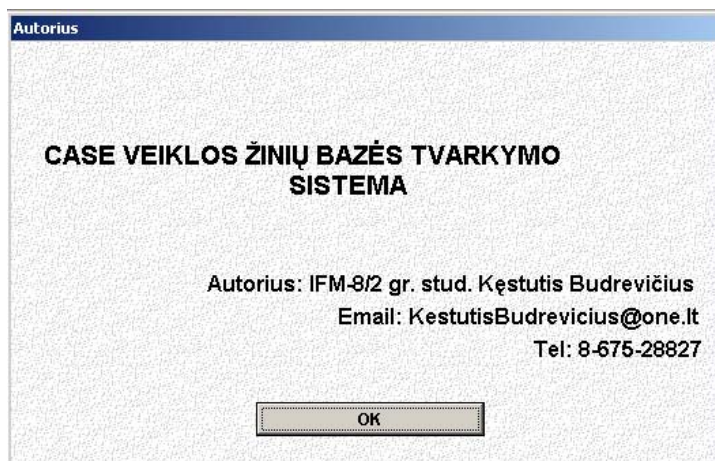 Autorius
CASE VEIKLOS ŽINIŲ BAZĖS TVARKYMO
SISTEMA
Autorius: IFM-8/2 gr. stud. Kęstutis Budrevičius
Email: KestutisBudrevicius@one.lt
Tel: 8-675-28827
OK